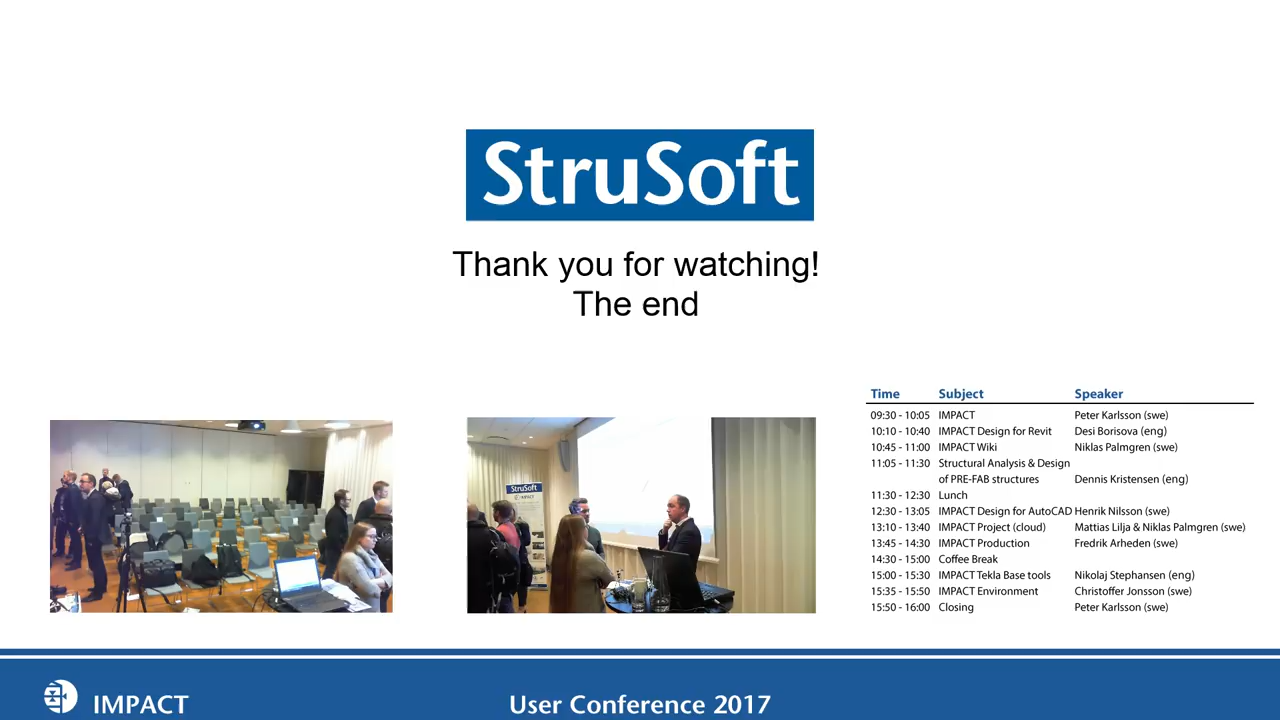 StruSoft
Thank you for watching!
The end
Time Subject Speaker
09:30 - 10:05 IMPACT Peter Karlsson (swe)
10:10 - 10:40 IMPACT Design for Revit Desi Borisova (eng)
10:45 - 11:00 IMPACT Wiki Niklas Palmgren (swe)
11:05 - 11:30 Structural Analysis & Design
of PRE-FAB structures Dennis Kristensen (eng)
11:30 - 12:30 Lunch
12:30 - 13:05 IMPACT Design for AutoCAD Henrik Nilsson (swe)
13:10 - 13:40 IMPACT Project (cloud) Mattias Lilja & Niklas Palmgren (swe)
13:45 - 14:30 IMPACT Production Fredrik Arheden (swe)
14:30 - 15:00 Coffee Break
15:00 - 15:30 IMPACT Tekla Base tools Nikolaj Stephansen (eng)
15:35 - 15:50 IMPACT Environment Christoffer Jonsson (swe)
15:50 - 16:00 Closing Peter Karlsson (swe)
StruSoft
IMPACT
IMPACT
User Conference 2017